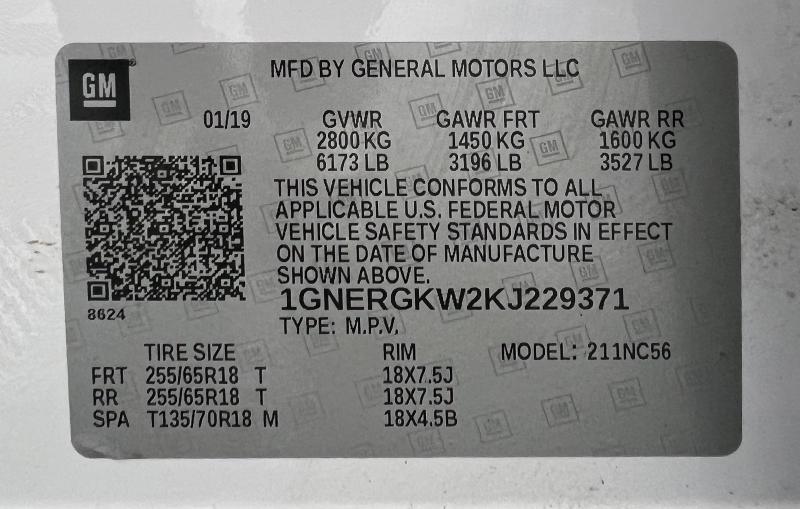 GM
MFD BY GENERAL MOTORS LLC
01/19 GVWR GAWR FRT GAWR RR
2800 KG 1450 KG 1600 KG
6173 LB 3196 LB 3527 LB
THIS VEHICLE CONFORMS TO ALL
APPLICABLE U.S. FEDERAL MOTOR
VEHICLE SAFETY STANDARDS IN EFFECT
ON THE DATE OF MANUFACTURE
SHOWN ABOVE.
1GNERGKW2KJ229371
8624
TYPE: M.P.V.
TIRE SIZE RIM MODEL: 211NC56
FRT 255/65R18 T 18X7.5J
RR 255/65R18 T 18X7.5J
SPA T135/70R18 M 18X4.5B